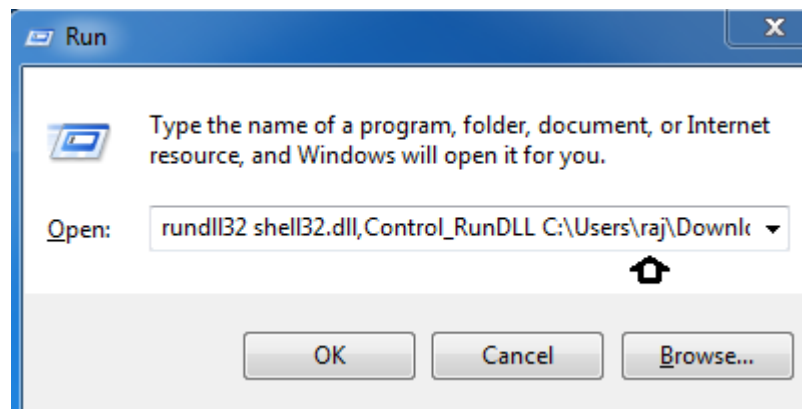 Run
Type the name of a program, folder, document, or Internet
resource, and Windows will open it for you.
Open: rundll32 shell32.dll,Control_RunDLL C:\Users\raj\Downl
OK Cancel Browse...